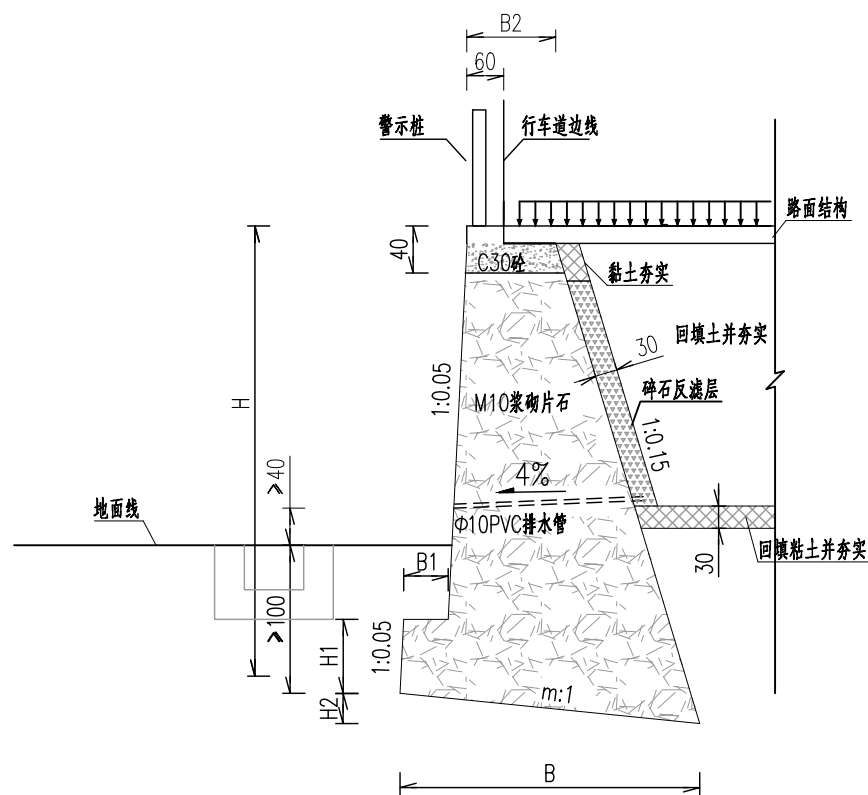 B2
60
警示桩
行车道边线
路面结构
40
C30砼
黏土夯实
30
回填土并夯实
H
1:0.05
M10浆砌片石
碎石反滤层
1:0.15
≥40
4%
地面线
Φ10PVC排水管
30
回填粘土并夯实
B1
≥100
H1
1:0.05
H2
m:1
B